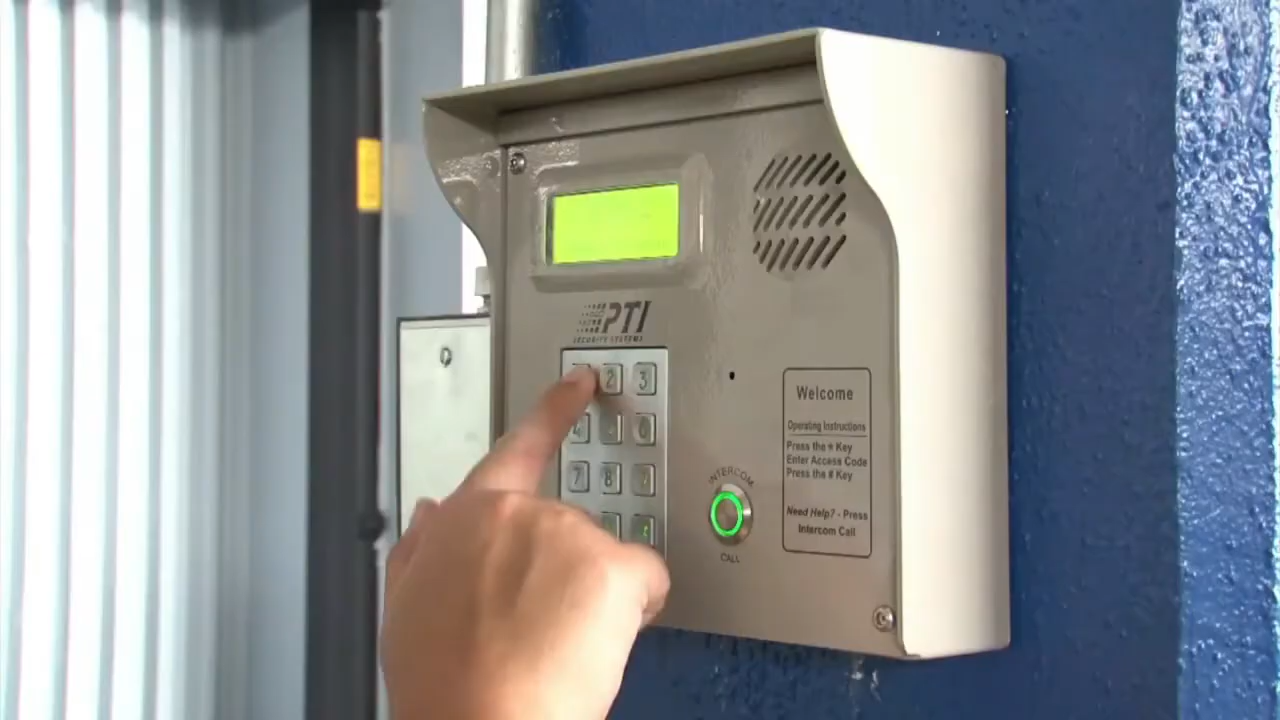 PTI
SECURITY SYSTEMS
2 3
4 6
7 8
INTERCOM
CALL
Welcome
Operating Instructions
Press the * Key
Enter Access Code
Press the # Key
Need Help? - Press
Intercom Call